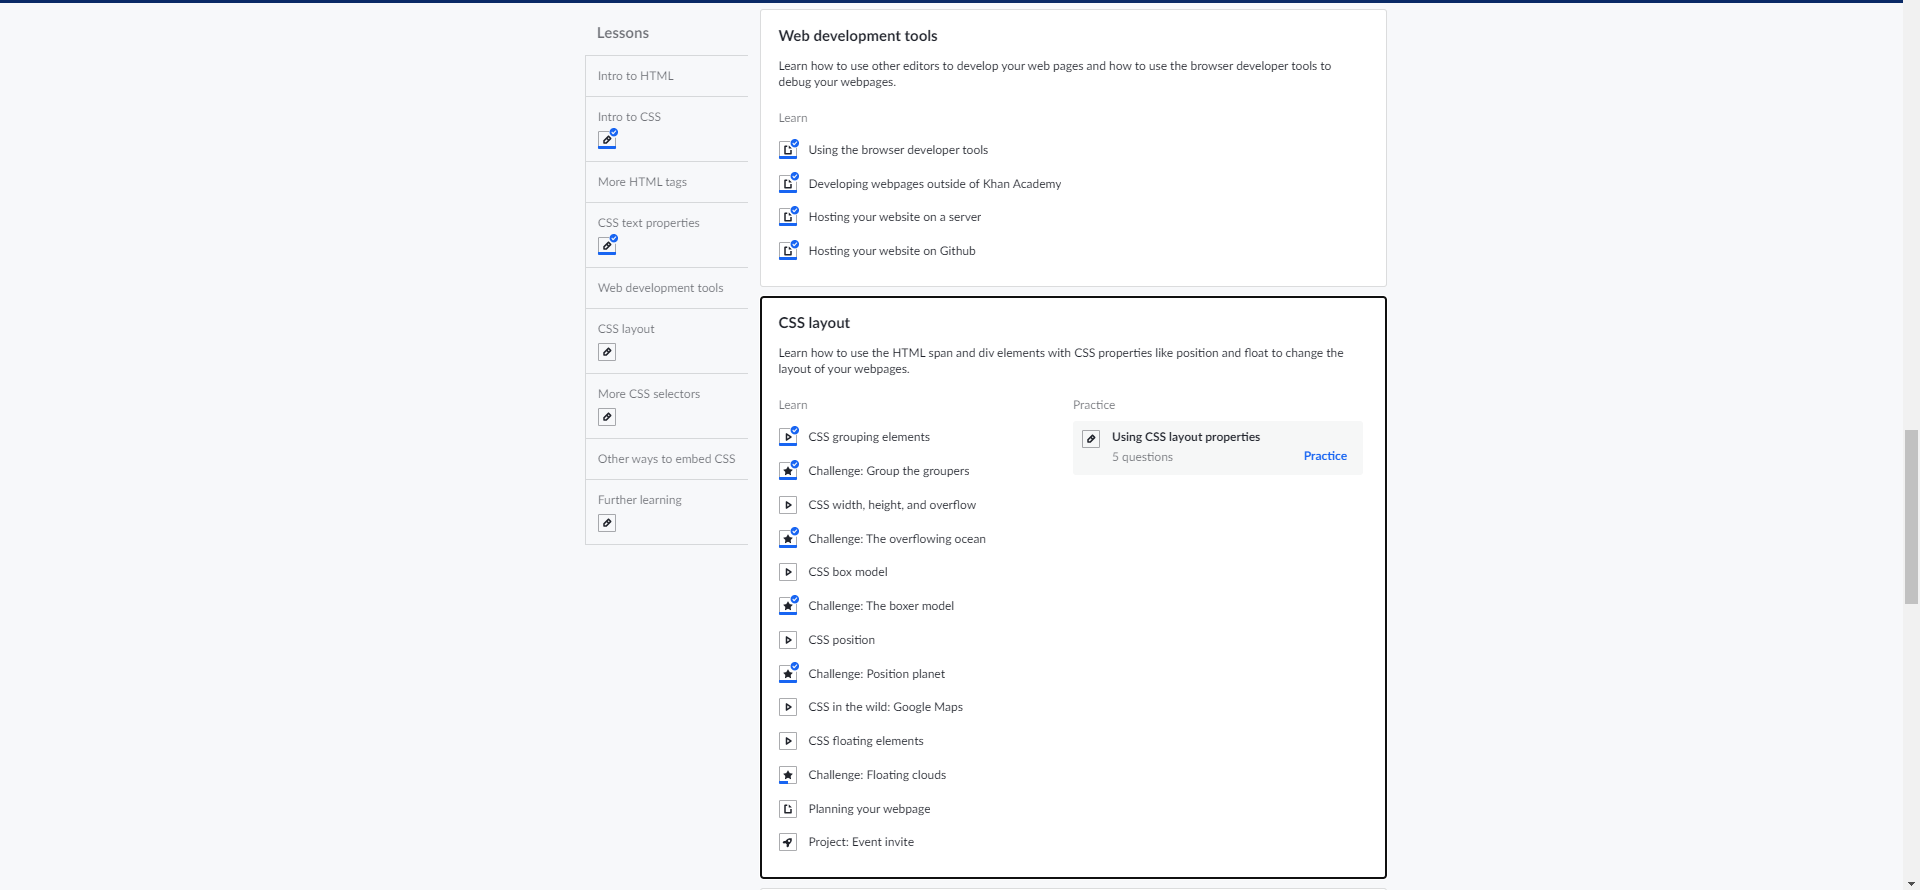 Lessons
Intro to HTML
Intro to CSS
More HTML tags
CSS text properties
Web development tools
CSS layout
More CSS selectors
Other ways to embed CSS
Further learning
Web development tools
Learn how to use other editors to develop your web pages and how to use the browser developer tools to
debug your webpages.
Learn
Using the browser developer tools
Developing webpages outside of Khan Academy
Hosting your website on a server
Hosting your website on Github
CSS layout
Learn how to use the HTML span and div elements with CSS properties like position and float to change the
layout of your webpages.
Learn
CSS grouping elements
Challenge: Group the groupers
CSS width, height, and overflow
Challenge: The overflowing ocean
CSS box model
Challenge: The boxer model
CSS position
Challenge: Position planet
CSS in the wild: Google Maps
CSS floating elements
Challenge: Floating clouds
Planning your webpage
Project: Event invite
Practice
Using CSS layout properties
5 questions
Practice